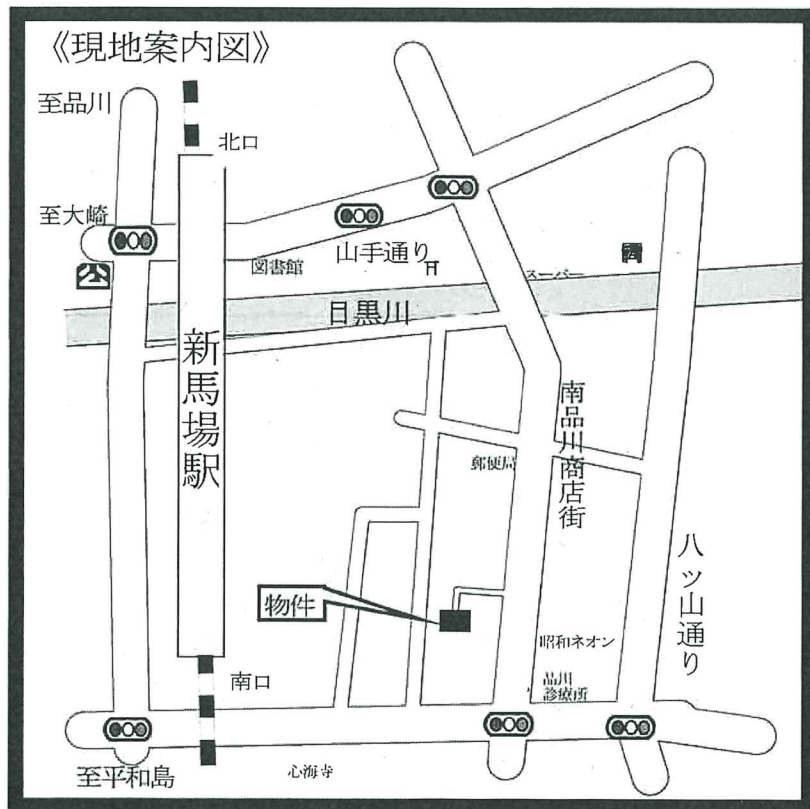 《現地案内図》
至品川
北口
至大崎
山手通り
図書館
スーパー
目黒川
新馬場駅
南品川商店街
郵便局
八ッ山通り
物件
昭和ネオン
品川
診療所
南口
至平和島
心海寺